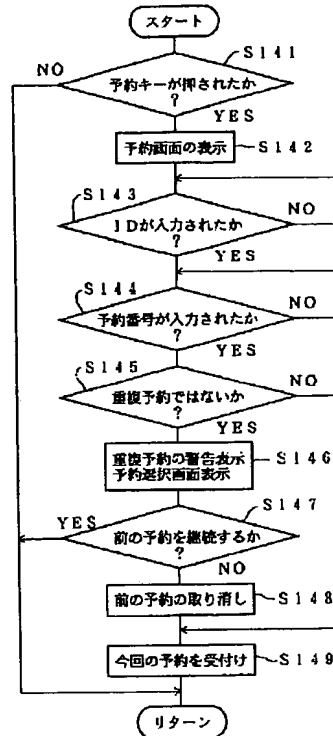 スタート
S141
NO
予約キーが押されたか
?
YES
予約画面の表示
S142
S143
IDが入力されたか
?
NO
YES
S144
予約番号が入力されたか
?
NO
YES
S145
重複予約ではないか
?
NO
YES
重複予約の警告表示
予約選択画面表示
S146
S147
YES
前の予約を継続するか
?
NO
前の予約の取り消し
S148
今回の予約を受付け
S149
リターン